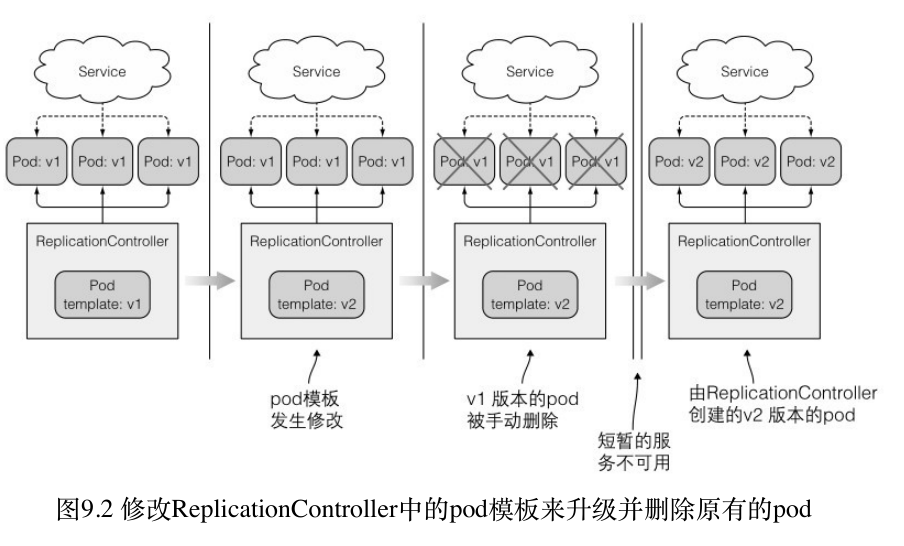 Service Service Service Service
Pod: v1 Pod: v1 Pod: v1 Pod: v1 Pod: v1 Pod: v1 Pod: v1 Pod: v1 Pod: v1 Pod: v2 Pod: v2 Pod: v2
ReplicationController ReplicationController ReplicationController ReplicationController
Pod Pod Pod Pod
template: v1 template: v2 template: v2 template: v2
pod模板
发生修改
v1 版本的pod
被手动删除
短暂的服
务不可用
由ReplicationController
创建的v2 版本的pod
图9.2 修改ReplicationController中的pod模板来升级并删除原有的pod